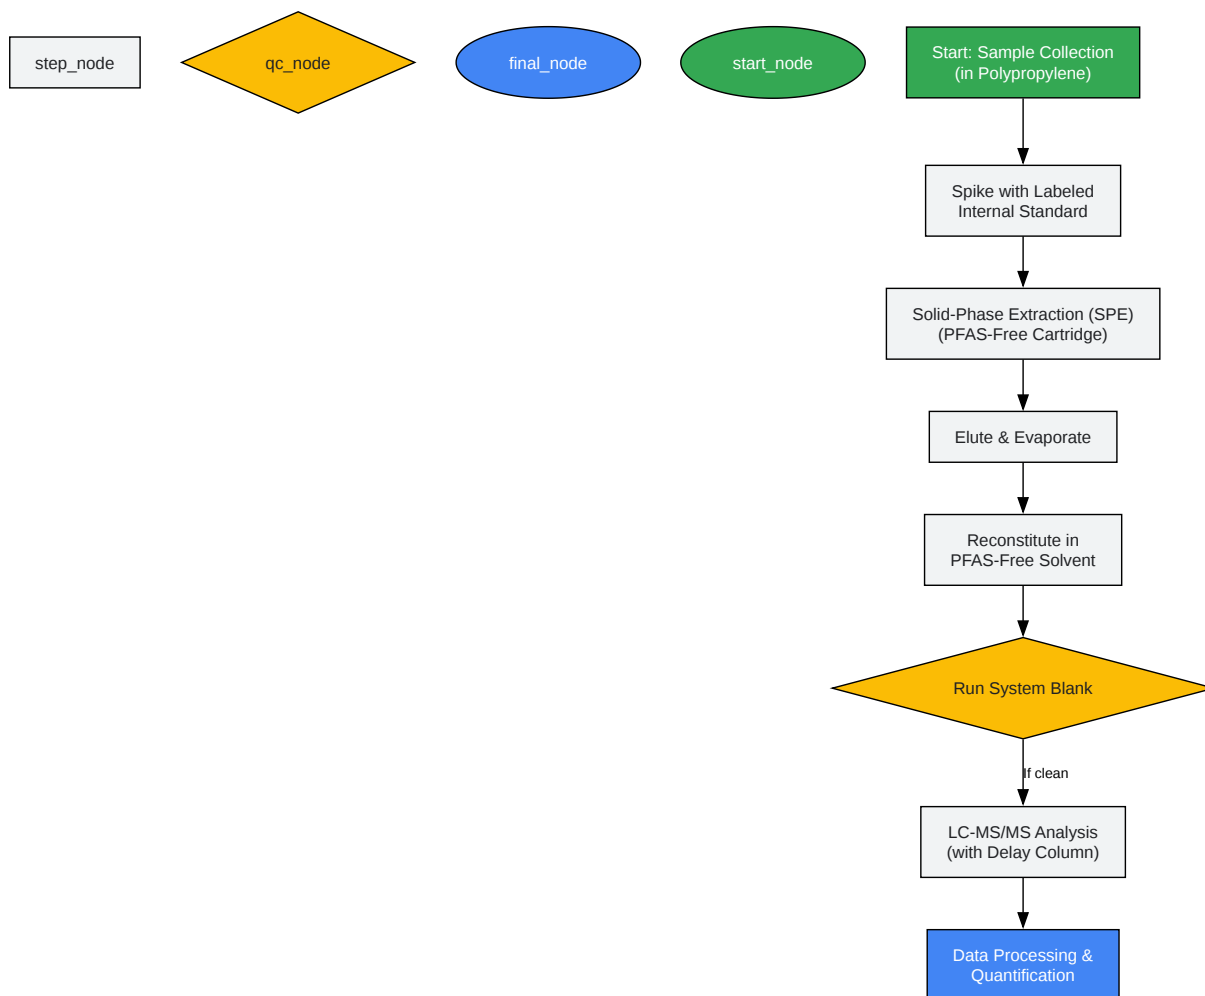 step_node
qc_node
final_node
start_node
Start: Sample Collection
(in Polypropylene)
Spike with Labeled
Internal Standard
Solid-Phase Extraction (SPE)
(PFAS-Free Cartridge)
Elute & Evaporate
Reconstitute in
PFAS-Free Solvent
Run System Blank
If clean
LC-MS/MS Analysis
(with Delay Column)
Data Processing &
Quantification